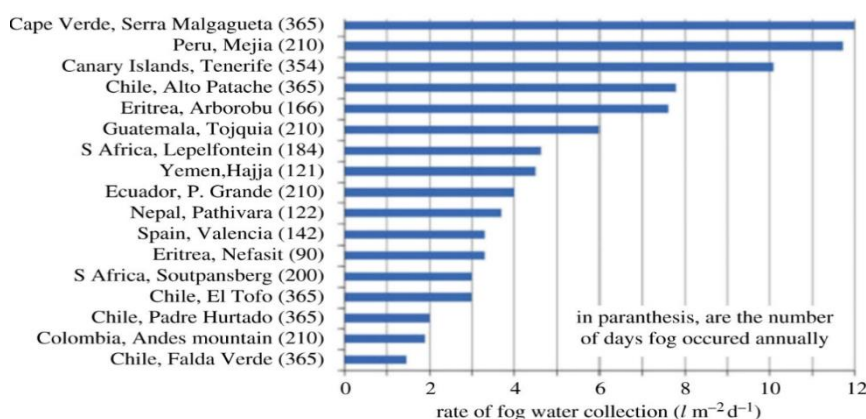 Cape Verde, Serra Malgagueta (365)
Peru, Mejia (210)
Canary Islands, Tenerife (354)
Chile, Alto Patache (365)
Eritrea, Arborobu (166)
Guatemala, Tojquia (210)
S Africa, Lepelfontein (184)
Yemen,Hajja (121)
Ecuador, P. Grande (210)
Nepal, Pathivara (122)
Spain, Valencia (142)
Eritrea, Nefasit (90)
S Africa, Soutpansberg (200)
Chile, El Tofo (365)
Chile, Padre Hurtado (365)
Colombia, Andes mountain (210)
Chile, Falda Verde (365)
in paranthesis, are the number
of days fog occured annually
0 2 4 6 8 10 12
rate of fog water collection (l m⁻² d⁻¹)